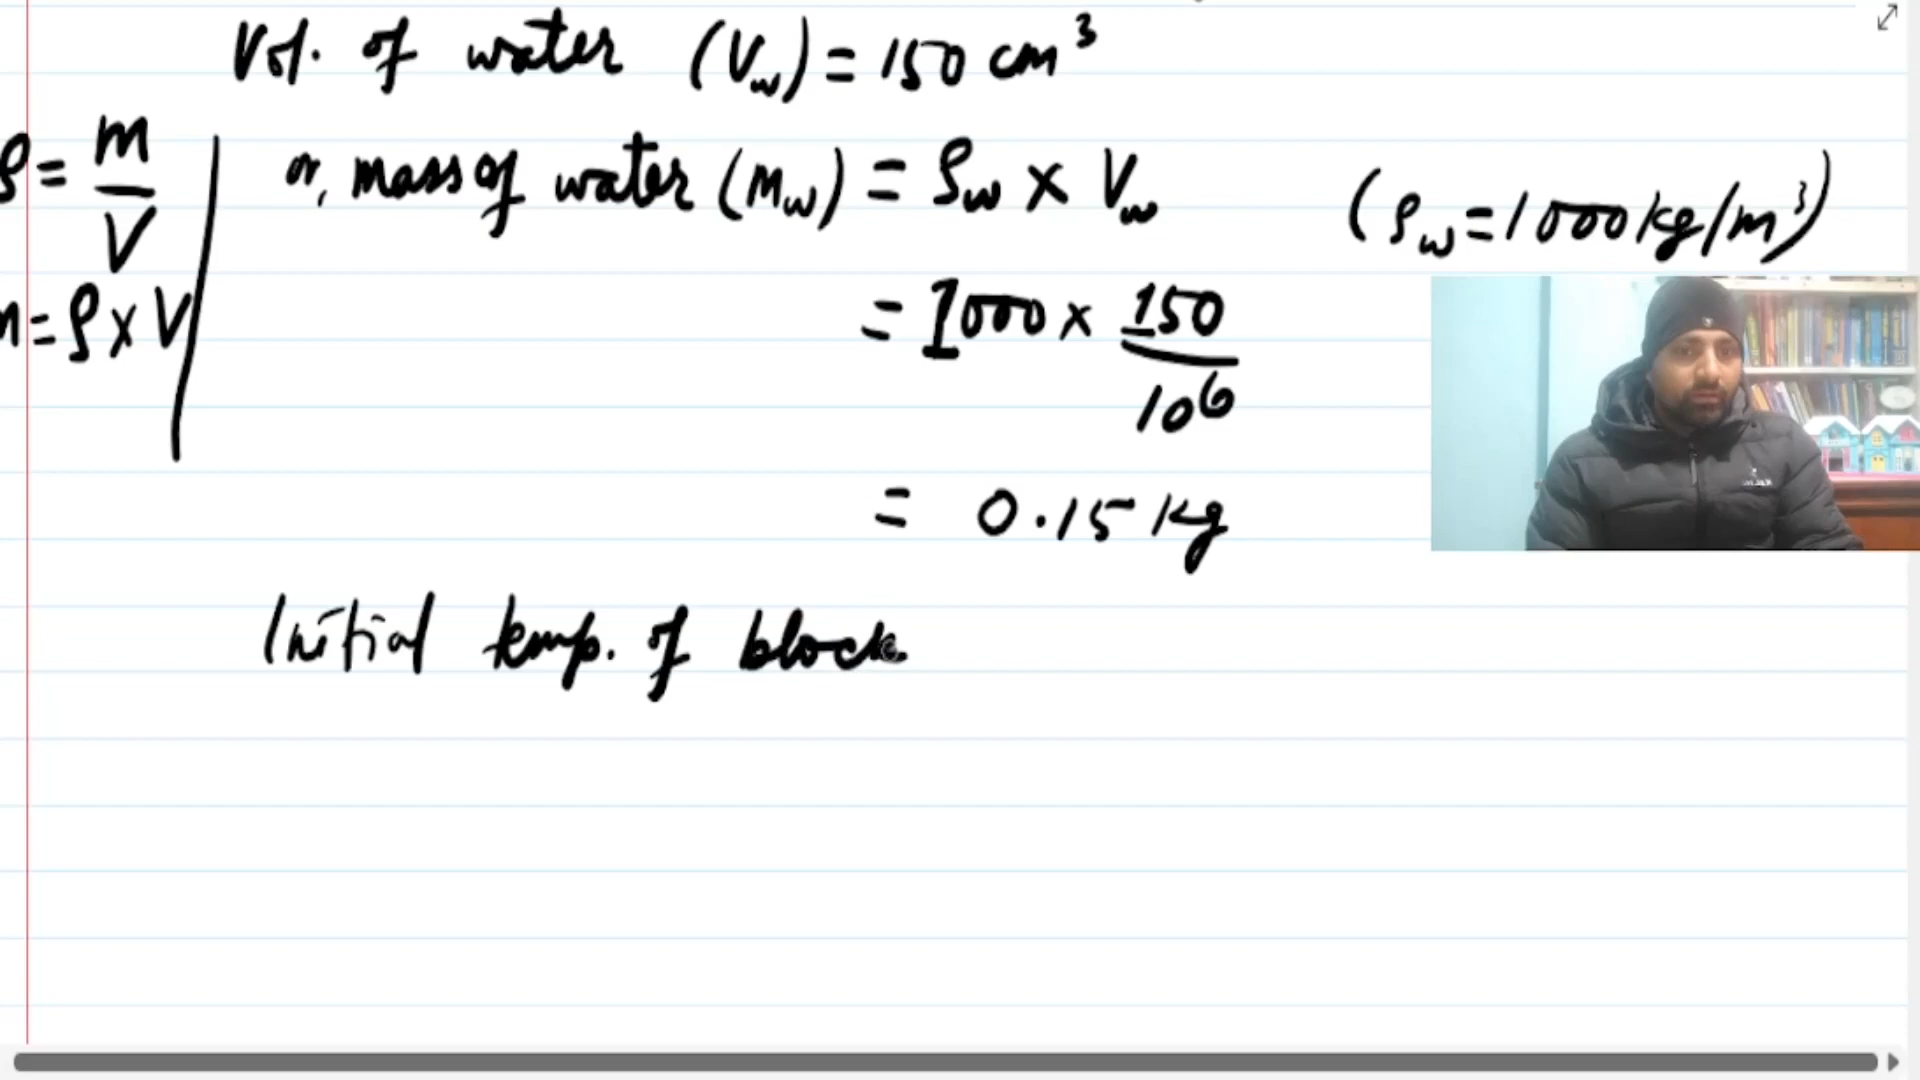 Vol. of water (Vw) = 150 cm³
ρ = m/V
or, mass of water (mw) = ρw × Vw
(ρw = 1000 kg/m³)
m = ρ × V
= 1000 × 150/10⁶
= 0.15 kg
Initial temp. of block